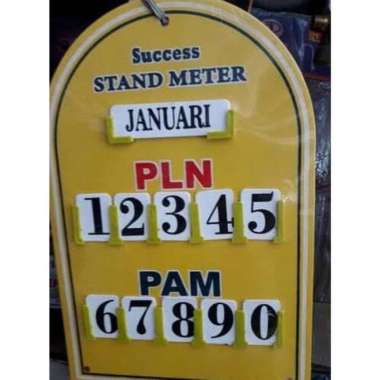 Success
STAND METER
JANUARI
PLN
12345
PAM
67890